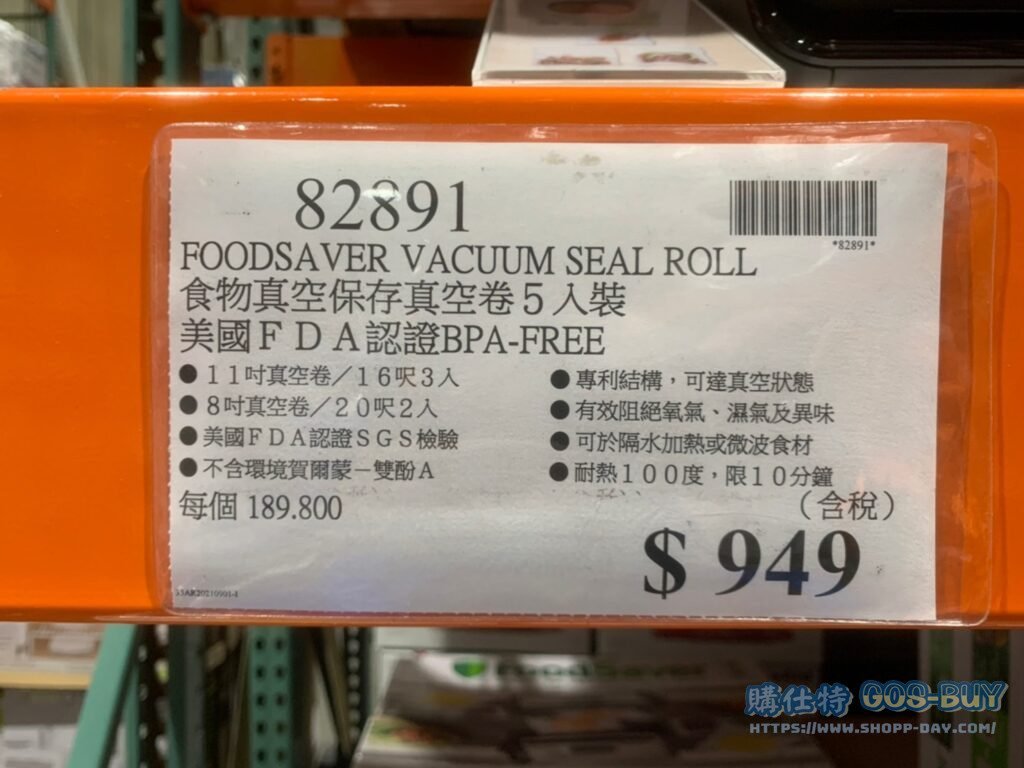 82891
*82891*
FOODSAVER VACUUM SEAL ROLL
食物真空保存真空卷５入裝
美國ＦＤＡ認證BPA-FREE
●１１吋真空卷／１６呎３入
●８吋真空卷／２０呎２入
●美國ＦＤＡ認證ＳＧＳ檢驗
●不含環境賀爾蒙－雙酚Ａ
●專利結構，可達真空狀態
●有效阻絕氧氣、濕氣及異味
●可於隔水加熱或微波食材
●耐熱１００度，限１０分鐘
每個 189.800
（含稅）
$ 949
FoodSaver
購仕特 COS-BUY
HTTPS://WWW.SHOPP-DAY.COM/